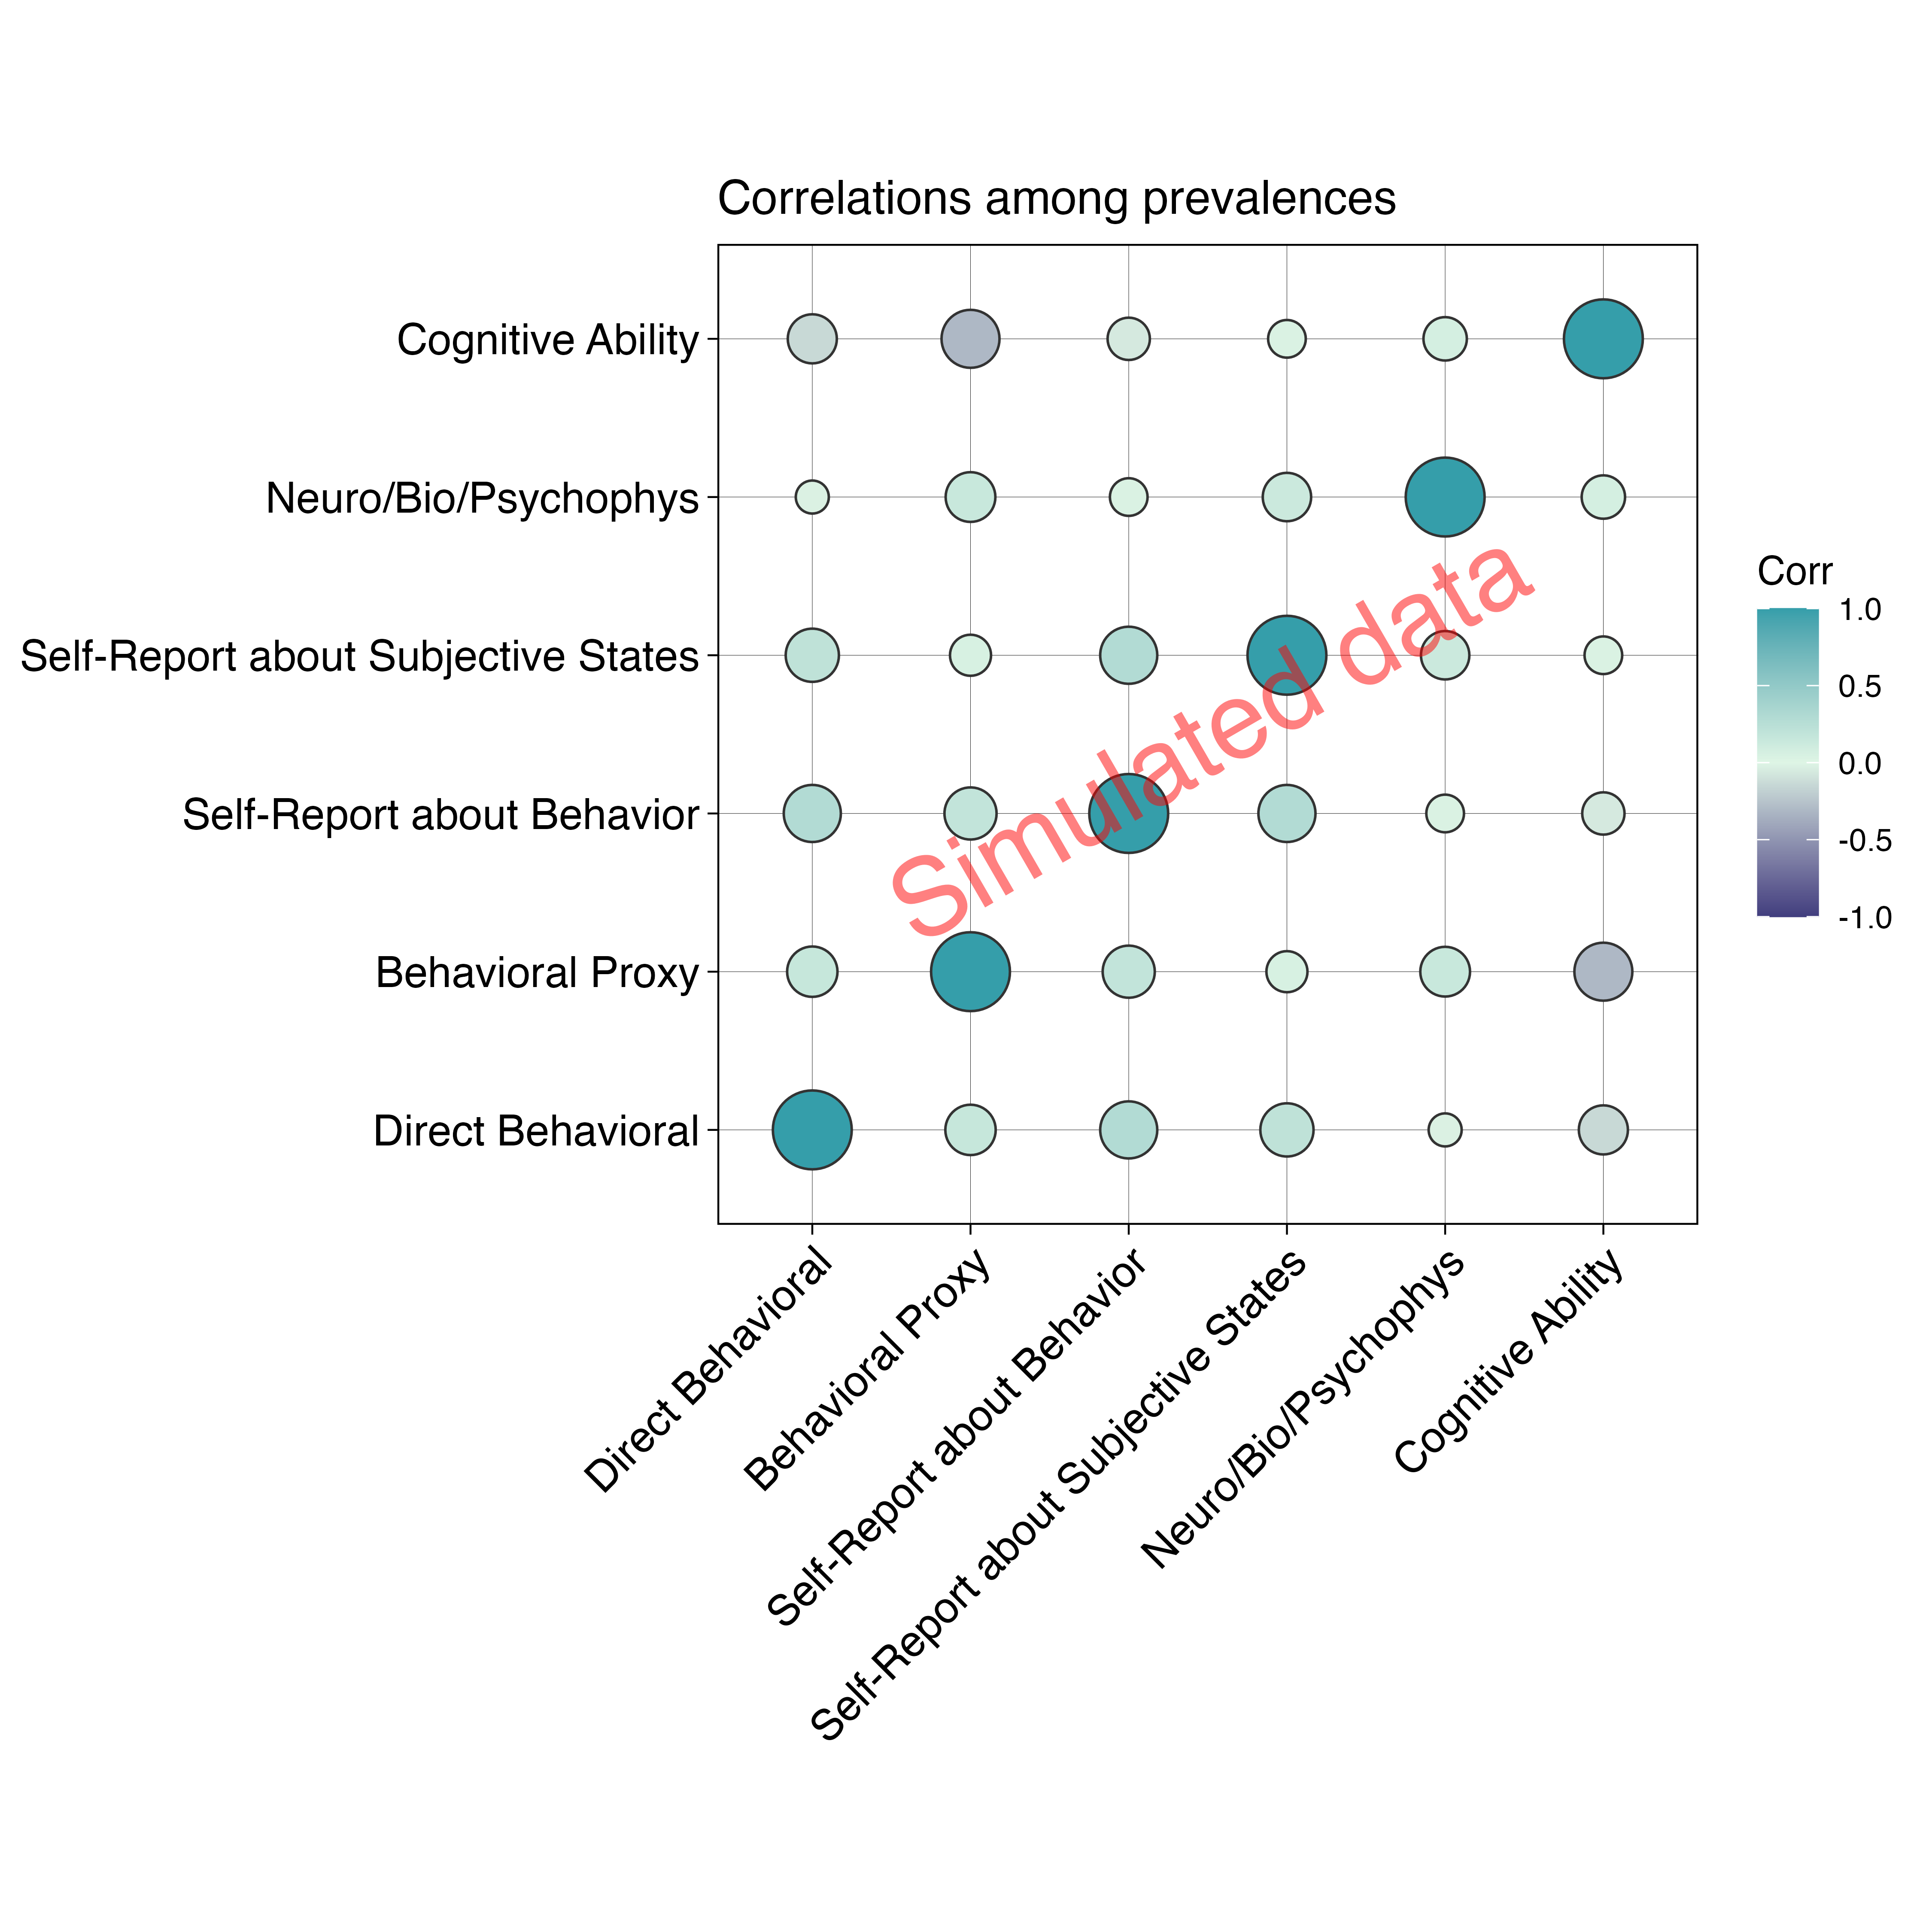 Correlations among prevalences
Cognitive Ability
Neuro/Bio/Psychophys
Self-Report about Subjective States
Self-Report about Behavior
Behavioral Proxy
Direct Behavioral
Simulated data
Direct Behavioral
Behavioral Proxy
Self-Report about Behavior
Self-Report about Subjective States
Neuro/Bio/Psychophys
Cognitive Ability
Corr
1.0
0.5
0.0
-0.5
-1.0